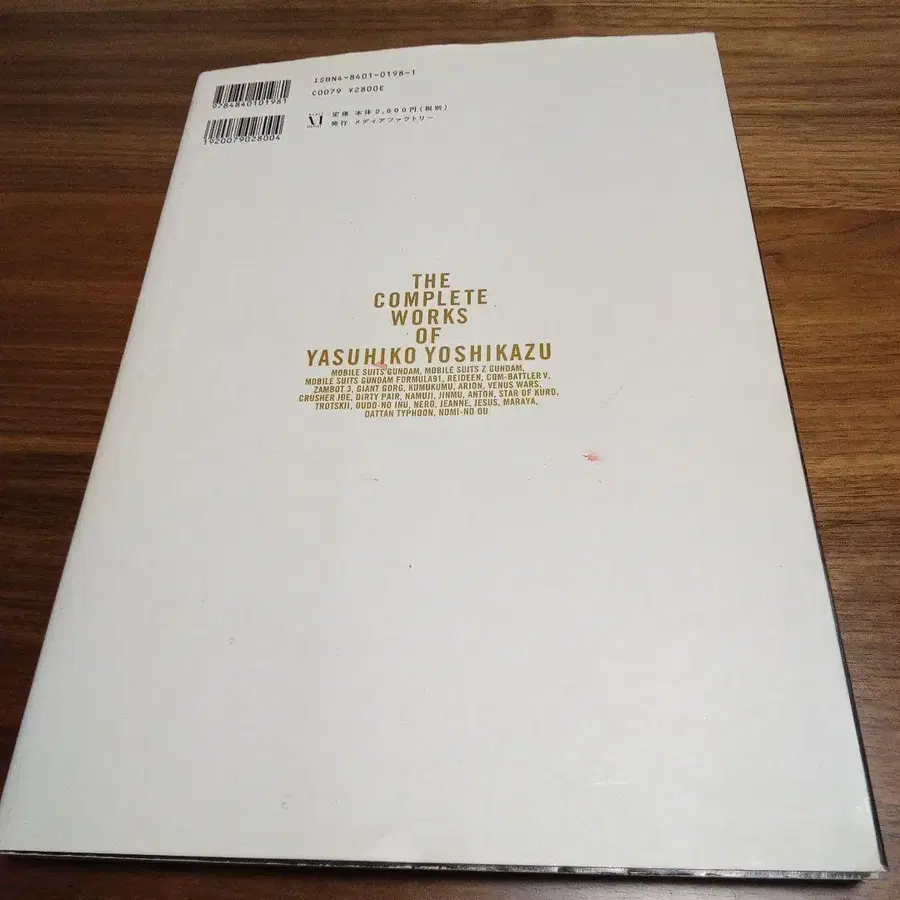 ISBN4-8401-0198-1
C0079 ¥2800E
9784840101981
定価 本体2,800円(税別)
発行 メディアファクトリー
1920079028004
THE
COMPLETE
WORKS
OF
YASUHIKO YOSHIKAZU
MOBILE SUITS GUNDAM, MOBILE SUITS Z GUNDAM,
MOBILE SUITS GUNDAM FORMULA91, REIDEEN, COM-BATTLER V,
ZAMBOT 3, GIANT GORG, KUMUKUMU, ARION, VENUS WARS,
CRUSHER JOE, DIRTY PAIR, NAMUJI, JINMU, ANTON, STAR OF KURD,
TROTSKII, OUDO-NO INU, NERO, JEANNE, JESUS, MARAYA,
DATTAN TYPHOON, NOMI-NO OU